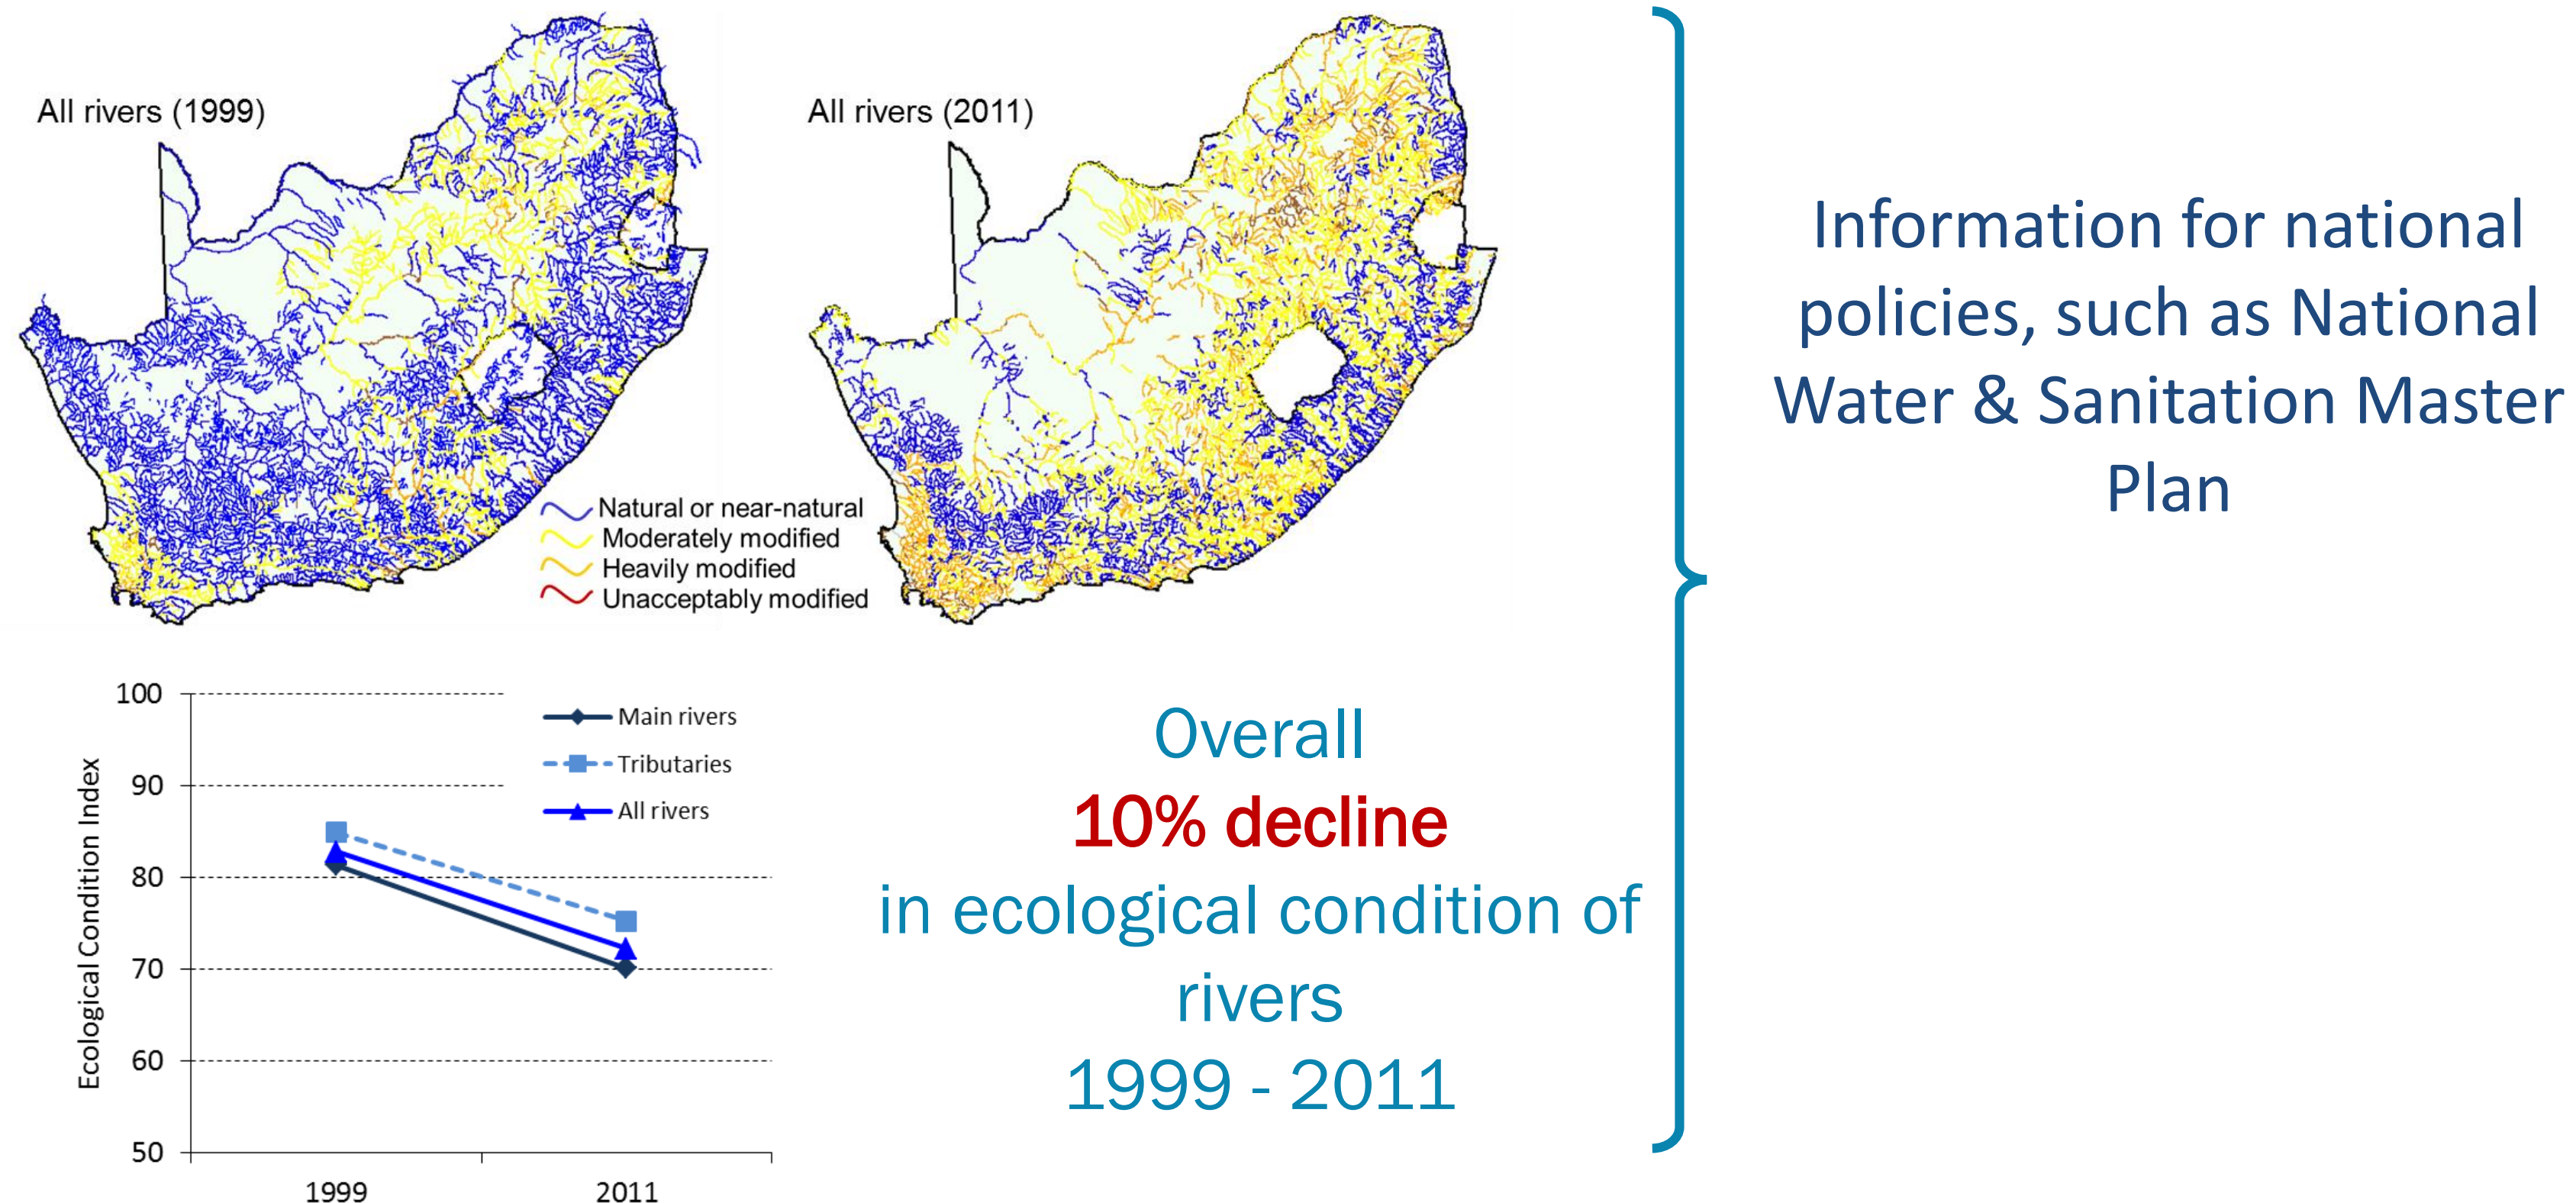 All rivers (1999)
All rivers (2011)
Natural or near-natural
Moderately modified
Heavily modified
Unacceptably modified
Information for national
policies, such as National
Water & Sanitation Master
Plan
Ecological Condition Index
100
90
80
70
60
50
1999
2011
Main rivers
Tributaries
All rivers
Overall
10% decline
in ecological condition of
rivers
1999 - 2011